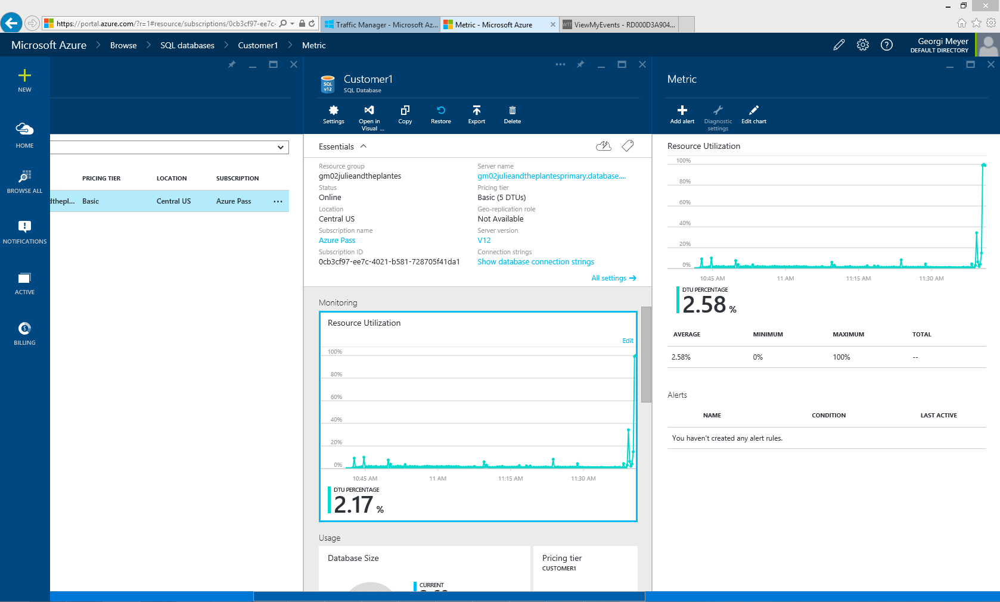 https://portal.azure.com/?r=1#resource/subscriptions/0cb3cf97-ee7c-
Traffic Manager - Microsoft Az...
Metric - Microsoft Azure
WTT
ViewMyEvents - RD000D3A904...
Microsoft Azure
Browse
SQL databases
Customer1
Metric
Georgi Meyer
DEFAULT DIRECTORY
NEW
HOME
BROWSE ALL
NOTIFICATIONS
ACTIVE
BILLING
PRICING TIER
LOCATION
SUBSCRIPTION
dthepl...
Basic
Central US
Azure Pass
...
SQL
v12
Customer1
SQL Database
Settings
Open in
Visual ...
Copy
Restore
Export
Delete
Essentials
Resource group
gm02julieandtheplantes
Status
Online
Location
Central US
Subscription name
Azure Pass
Subscription ID
0cb3cf97-ee7c-4021-b581-728705f41da1
Server name
gm02julieandtheplantesprimary.database....
Pricing tier
Basic (5 DTUs)
Geo-replication role
Not Available
Server version
V12
Connection strings
Show database connection strings
All settings
Monitoring
Resource Utilization
Edit
100%
80%
60%
40%
20%
0%
10:45 AM
11 AM
11:15 AM
11:30 AM
DTU PERCENTAGE
2.17 %
Usage
Database Size
CURRENT
Pricing tier
CUSTOMER1
Metric
Add alert
Diagnostic
settings
Edit chart
Resource Utilization
100%
80%
60%
40%
20%
0%
10:45 AM
11 AM
11:15 AM
11:30 AM
DTU PERCENTAGE
2.58 %
AVERAGE
MINIMUM
MAXIMUM
TOTAL
2.58%
0%
100%
--
Alerts
NAME
CONDITION
LAST ACTIVE
You haven't created any alert rules.